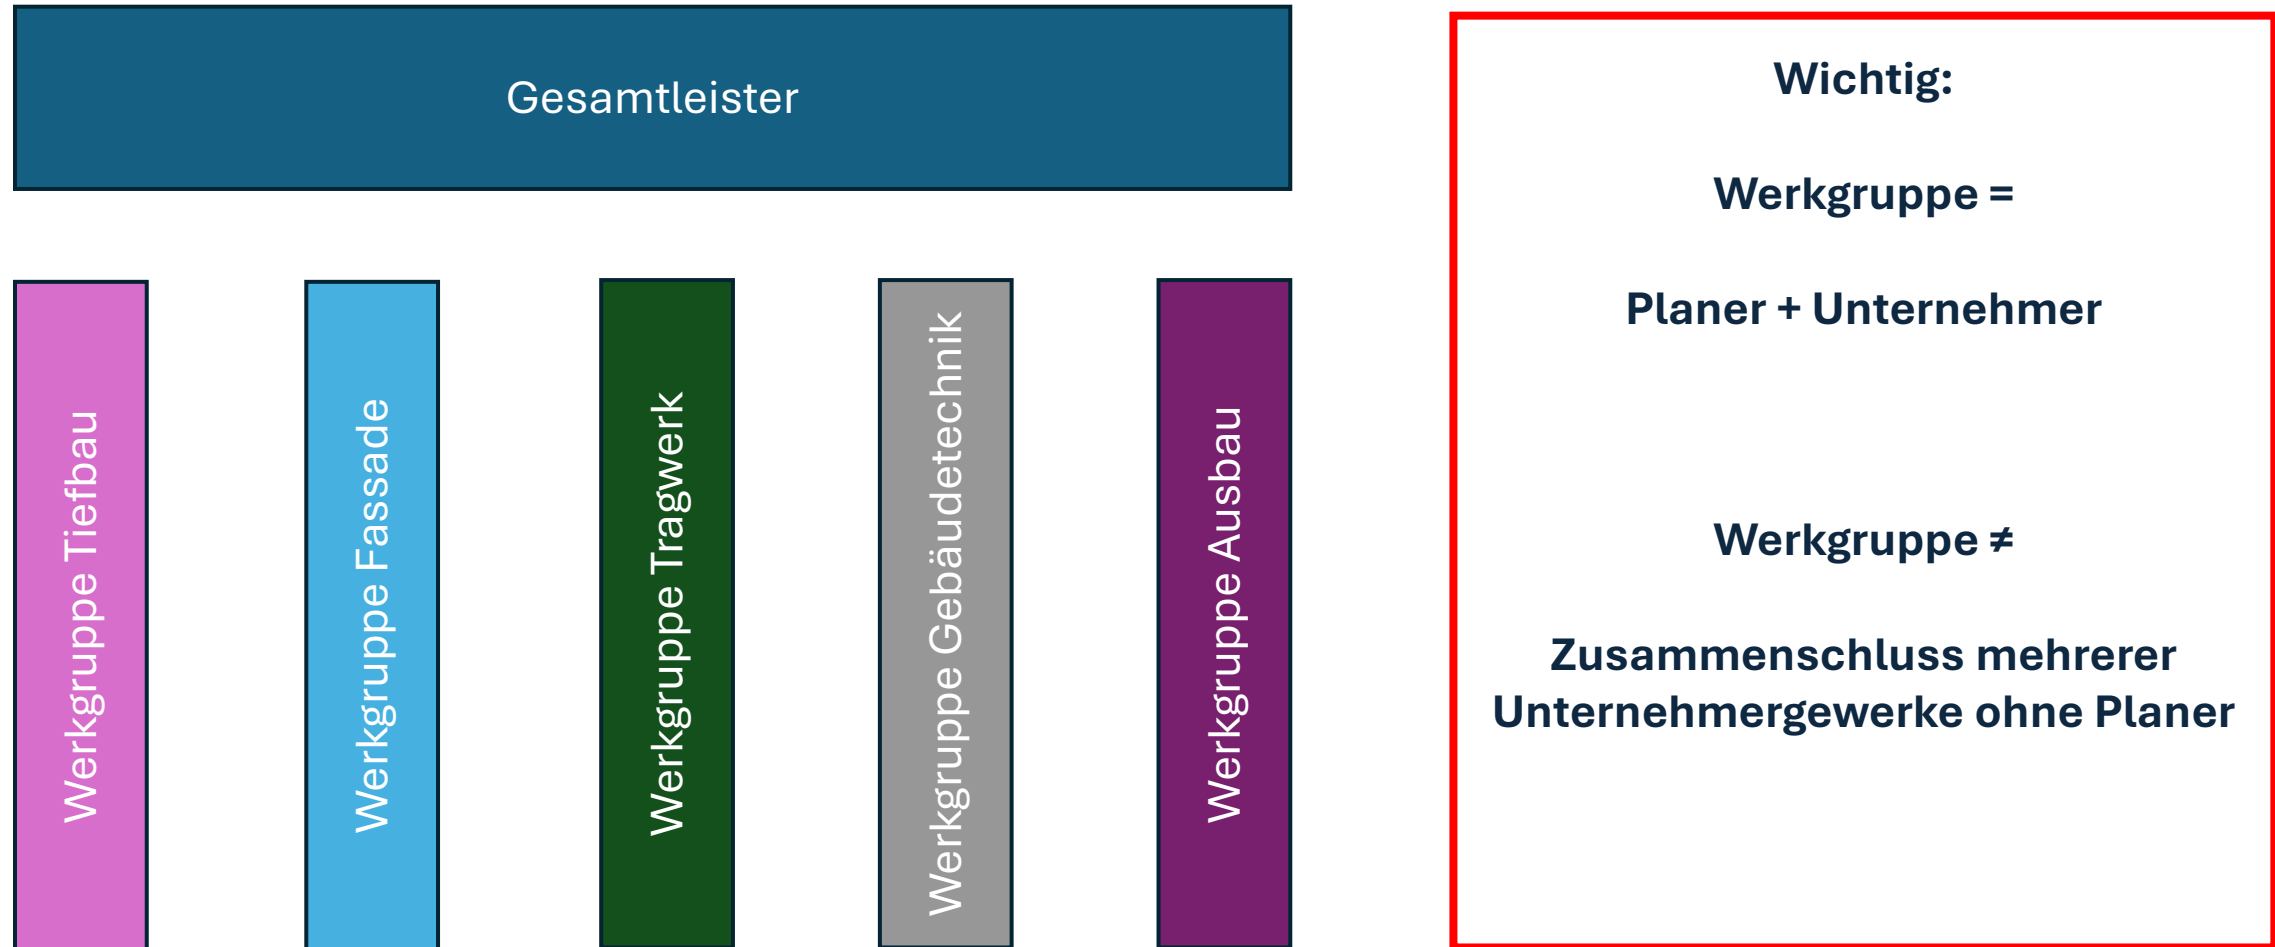 Gesamtleister
Werkgruppe Tiefbau
Werkgruppe Fassade
Werkgruppe Tragwerk
Werkgruppe Gebäudetechnik
Werkgruppe Ausbau
Wichtig:
Werkgruppe =
Planer + Unternehmer
Werkgruppe ≠
Zusammenschluss mehrerer
Unternehmergewerke ohne Planer